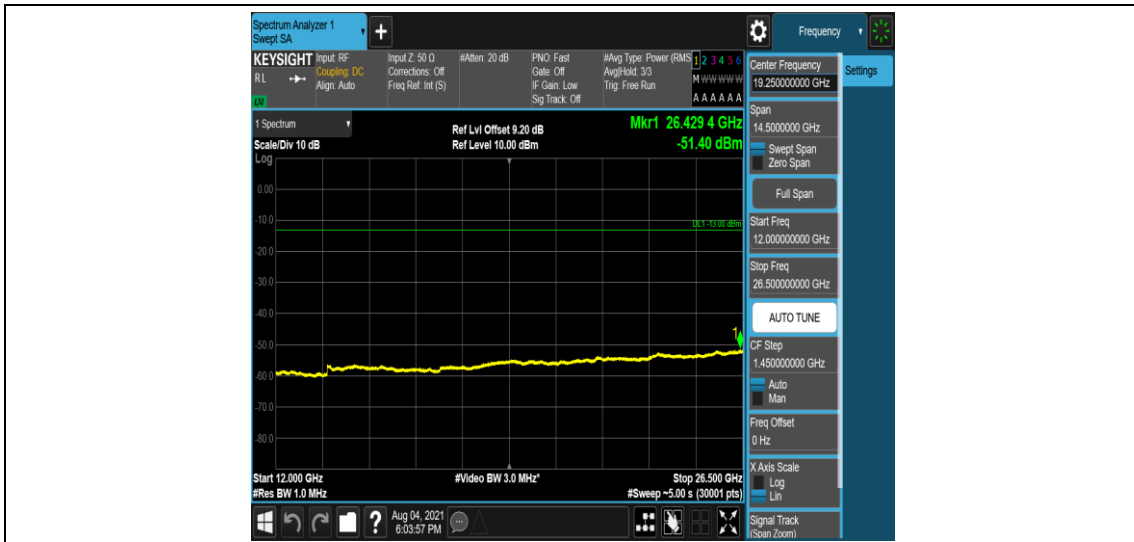 Spectrum Analyzer 1
Swept SA
+
Frequency
KEYSIGHT
RL
LM
Input: RF
Coupling: DC
Align: Auto
Input Z: 50 Ω
Corrections: Off
Freq Ref: Int (S)
#Atten: 20 dB
PNO: Fast
Gate: Off
IF Gain: Low
Sig Track: Off
#Avg Type: Power (RMS
Avg|Hold: 3/3
Trig: Free Run
1 2 3 4 5 6
M W W W W W
A A A A A A
Settings
1 Spectrum
Scale/Div 10 dB
Log
Ref Lvl Offset 9.20 dB
Ref Level 10.00 dBm
Mkr1 26.429 4 GHz
-51.40 dBm
0.00
-10.0
-20.0
-30.0
-40.0
-50.0
-60.0
-70.0
-80.0
DL1 -13.00 dBm
1
Start 12.000 GHz
#Res BW 1.0 MHz
#Video BW 3.0 MHz*
Stop 26.500 GHz
#Sweep ~5.00 s (30001 pts)
?
Aug 04, 2021
6:03:57 PM
Center Frequency
19.250000000 GHz
Span
14.5000000 GHz
Swept Span
Zero Span
Full Span
Start Freq
12.000000000 GHz
Stop Freq
26.500000000 GHz
AUTO TUNE
CF Step
1.450000000 GHz
Auto
Man
Freq Offset
0 Hz
X Axis Scale
Log
Lin
Signal Track
(Span Zoom)